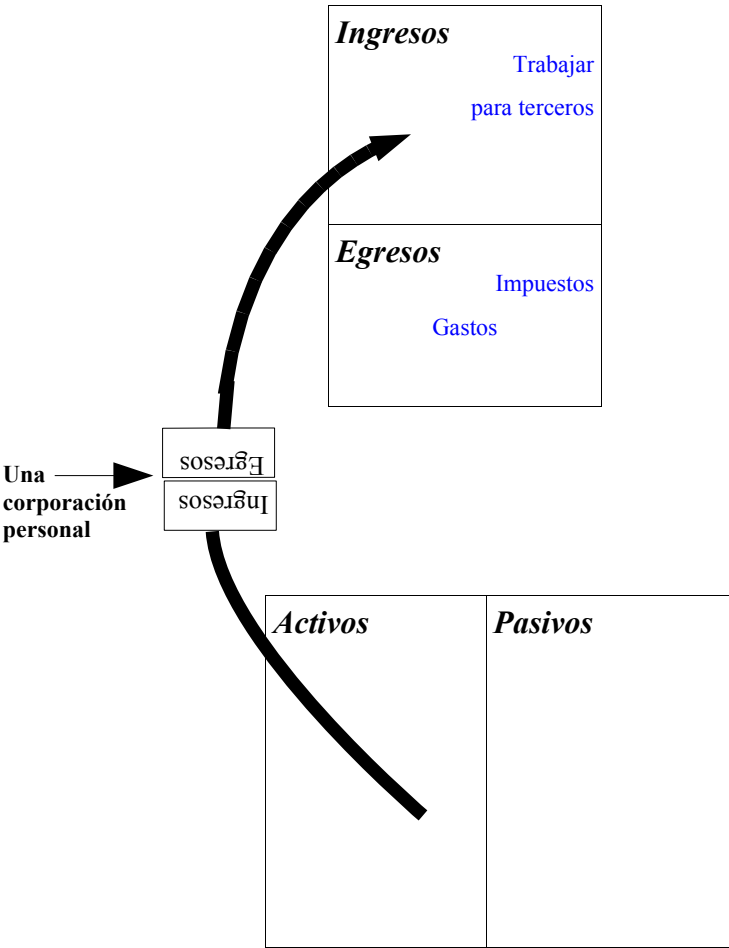 Ingresos
Trabajar
para terceros
Egresos
Impuestos
Gastos
Egresos
Ingresos
Una
corporación
personal
Activos
Pasivos